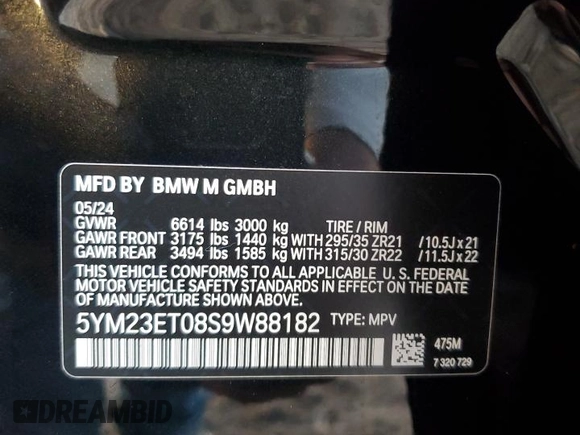 MFD BY BMW M GMBH
05/24
GVWR 6614 lbs 3000 kg TIRE / RIM
GAWR FRONT 3175 lbs 1440 kg WITH 295/35 ZR21 /10.5J x 21
GAWR REAR 3494 lbs 1585 kg WITH 315/30 ZR22 /11.5J x 22
THIS VEHICLE CONFORMS TO ALL APPLICABLE U. S. FEDERAL
MOTOR VEHICLE SAFETY STANDARDS IN EFFECT ON THE
DATE OF MANUFACTURE SHOWN ABOVE.
5YM23ET08S9W88182 TYPE: MPV
475M
7 320 729
DREAMBID